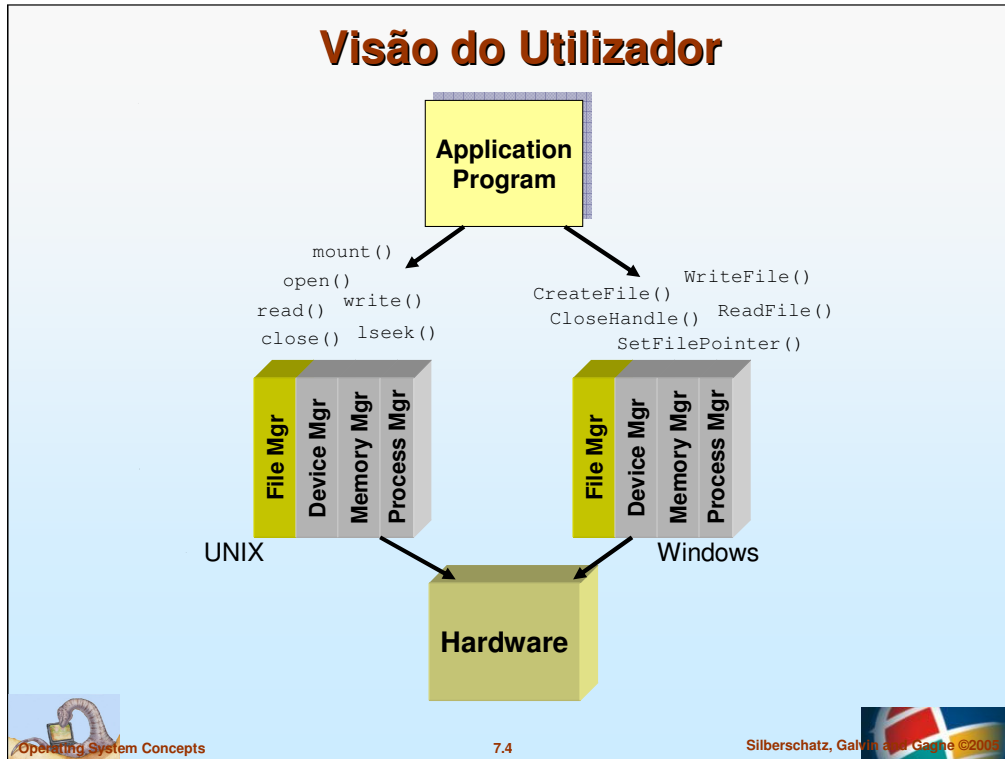 Visão do Utilizador
Application
Program
mount()
open()
read() write()
close() lseek()
WriteFile()
CreateFile()
CloseHandle() ReadFile()
SetFilePointer()
File Mgr
Device Mgr
Memory Mgr
Process Mgr
File Mgr
Device Mgr
Memory Mgr
Process Mgr
UNIX
Windows
Hardware
Operating System Concepts
7.4
Silberschatz, Galvin and Gagne ©2005